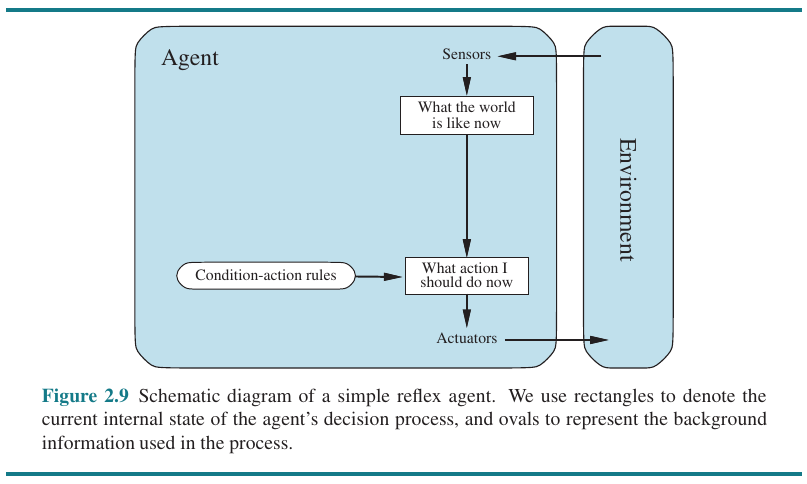 Agent
Sensors
What the world
is like now
Environment
Condition-action rules
What action I
should do now
Actuators
Figure 2.9 Schematic diagram of a simple reflex agent. We use rectangles to denote the
current internal state of the agent’s decision process, and ovals to represent the background
information used in the process.